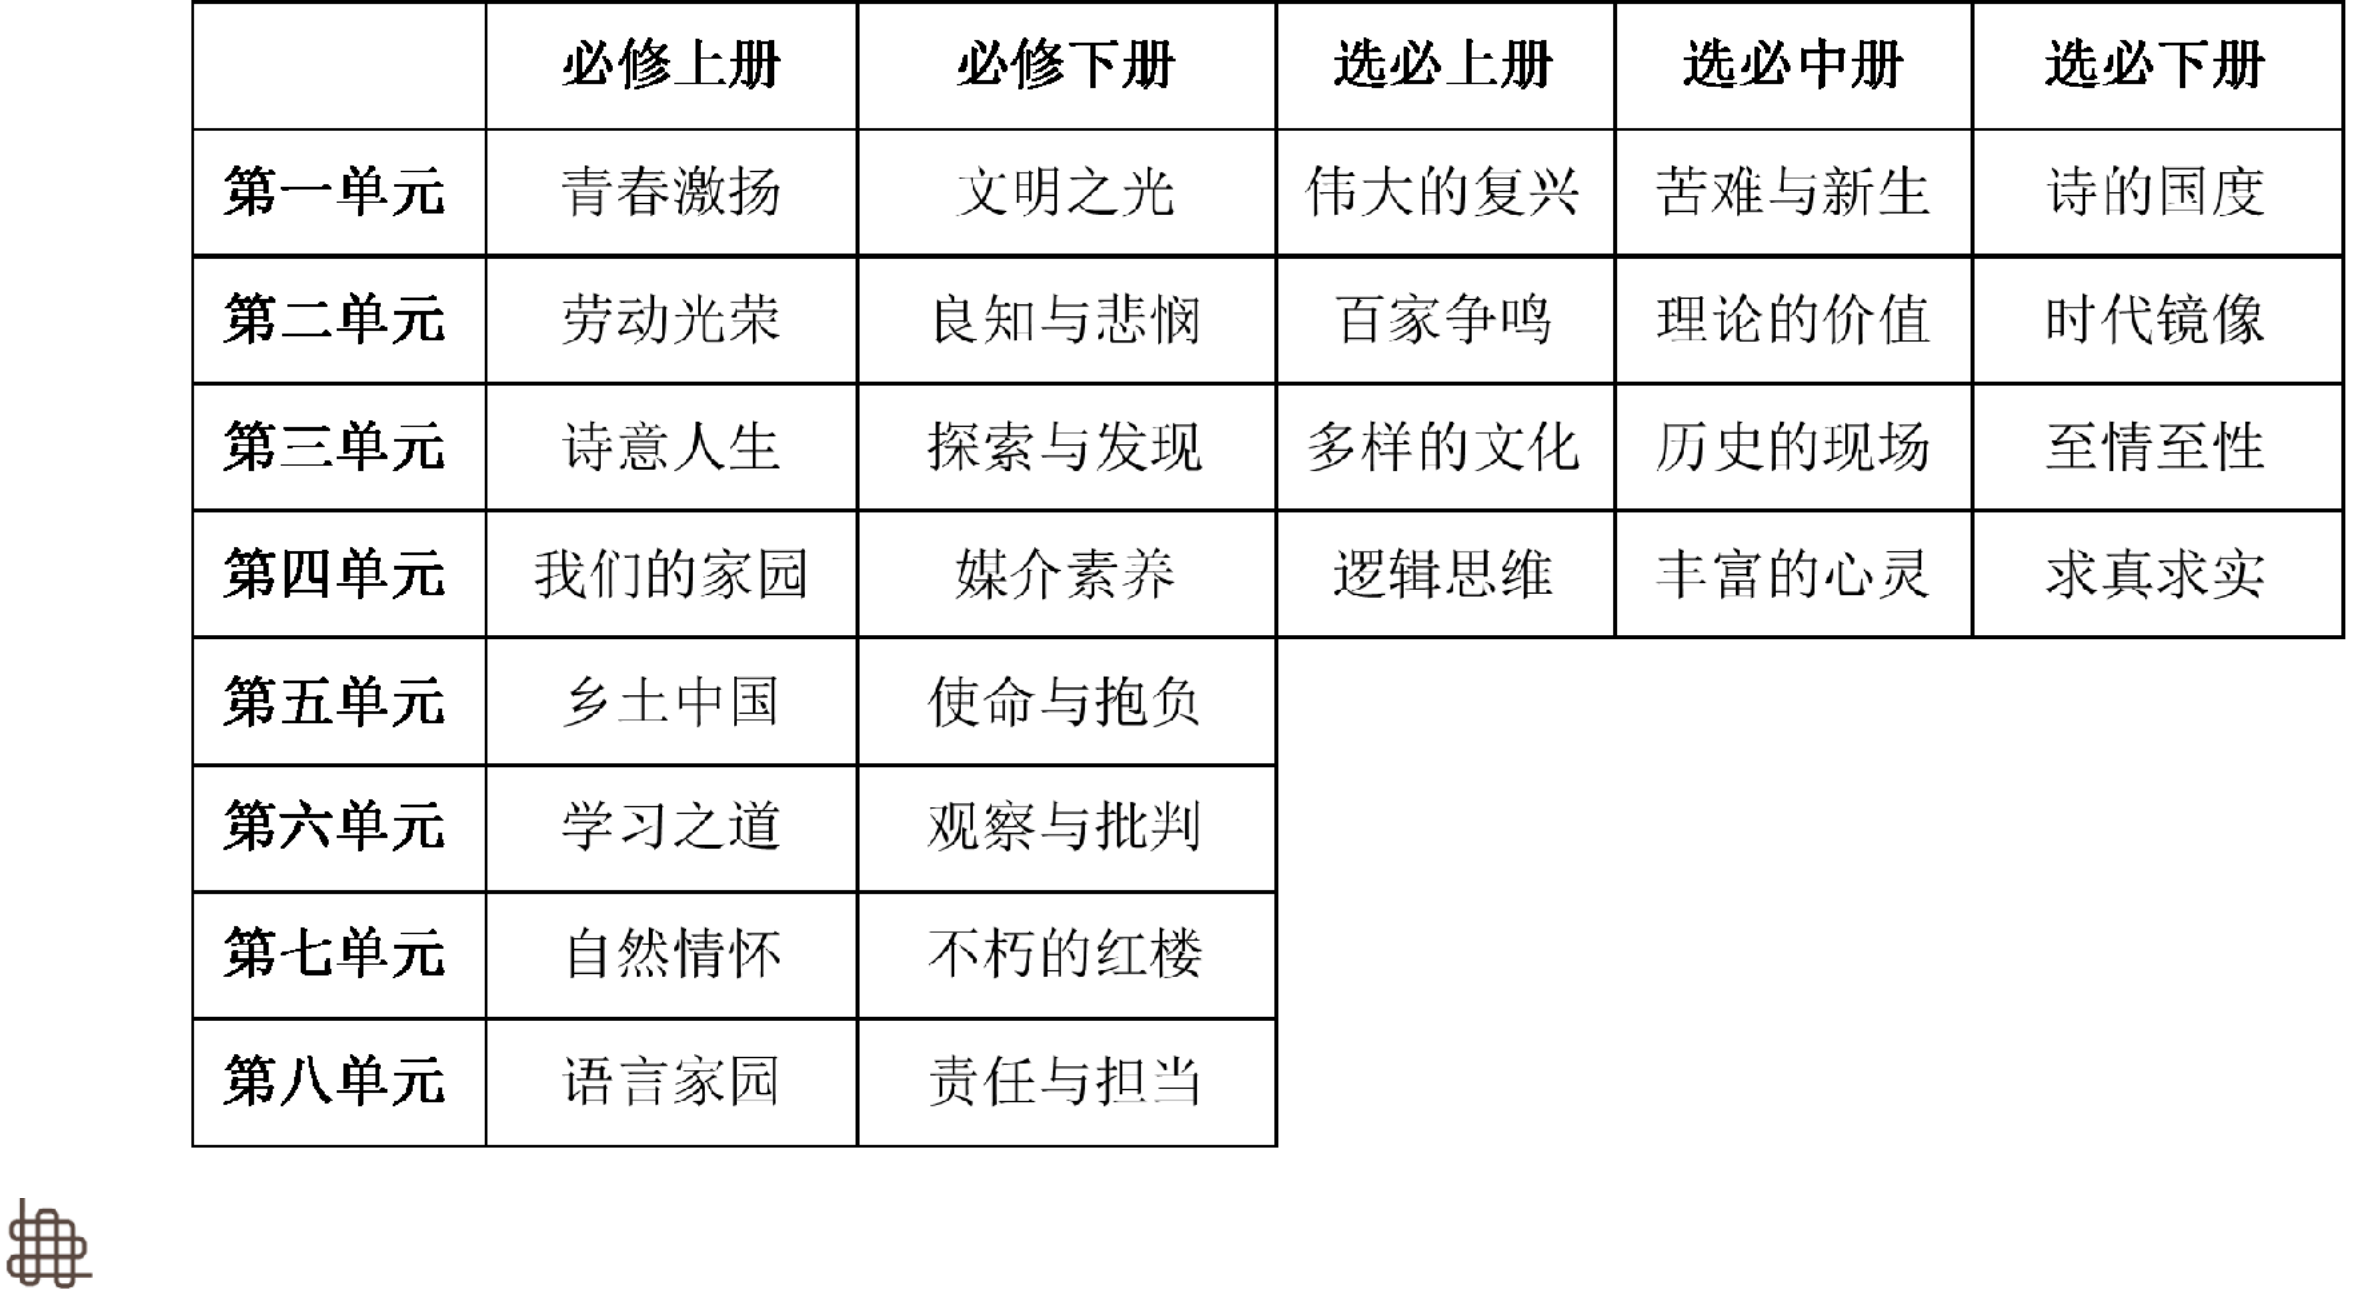 必修上册 必修下册 选必上册 选必中册 选必下册
第一单元 青春激扬 文明之光 伟大的复兴 苦难与新生 诗的国度
第二单元 劳动光荣 良知与悲悯 百家争鸣 理论的价值 时代镜像
第三单元 诗意人生 探索与发现 多样的文化 历史的现场 至情至性
第四单元 我们的家园 媒介素养 逻辑思维 丰富的心灵 求真求实
第五单元 乡土中国 使命与抱负
第六单元 学习之道 观察与批判
第七单元 自然情怀 不朽的红楼
第八单元 语言家园 责任与担当